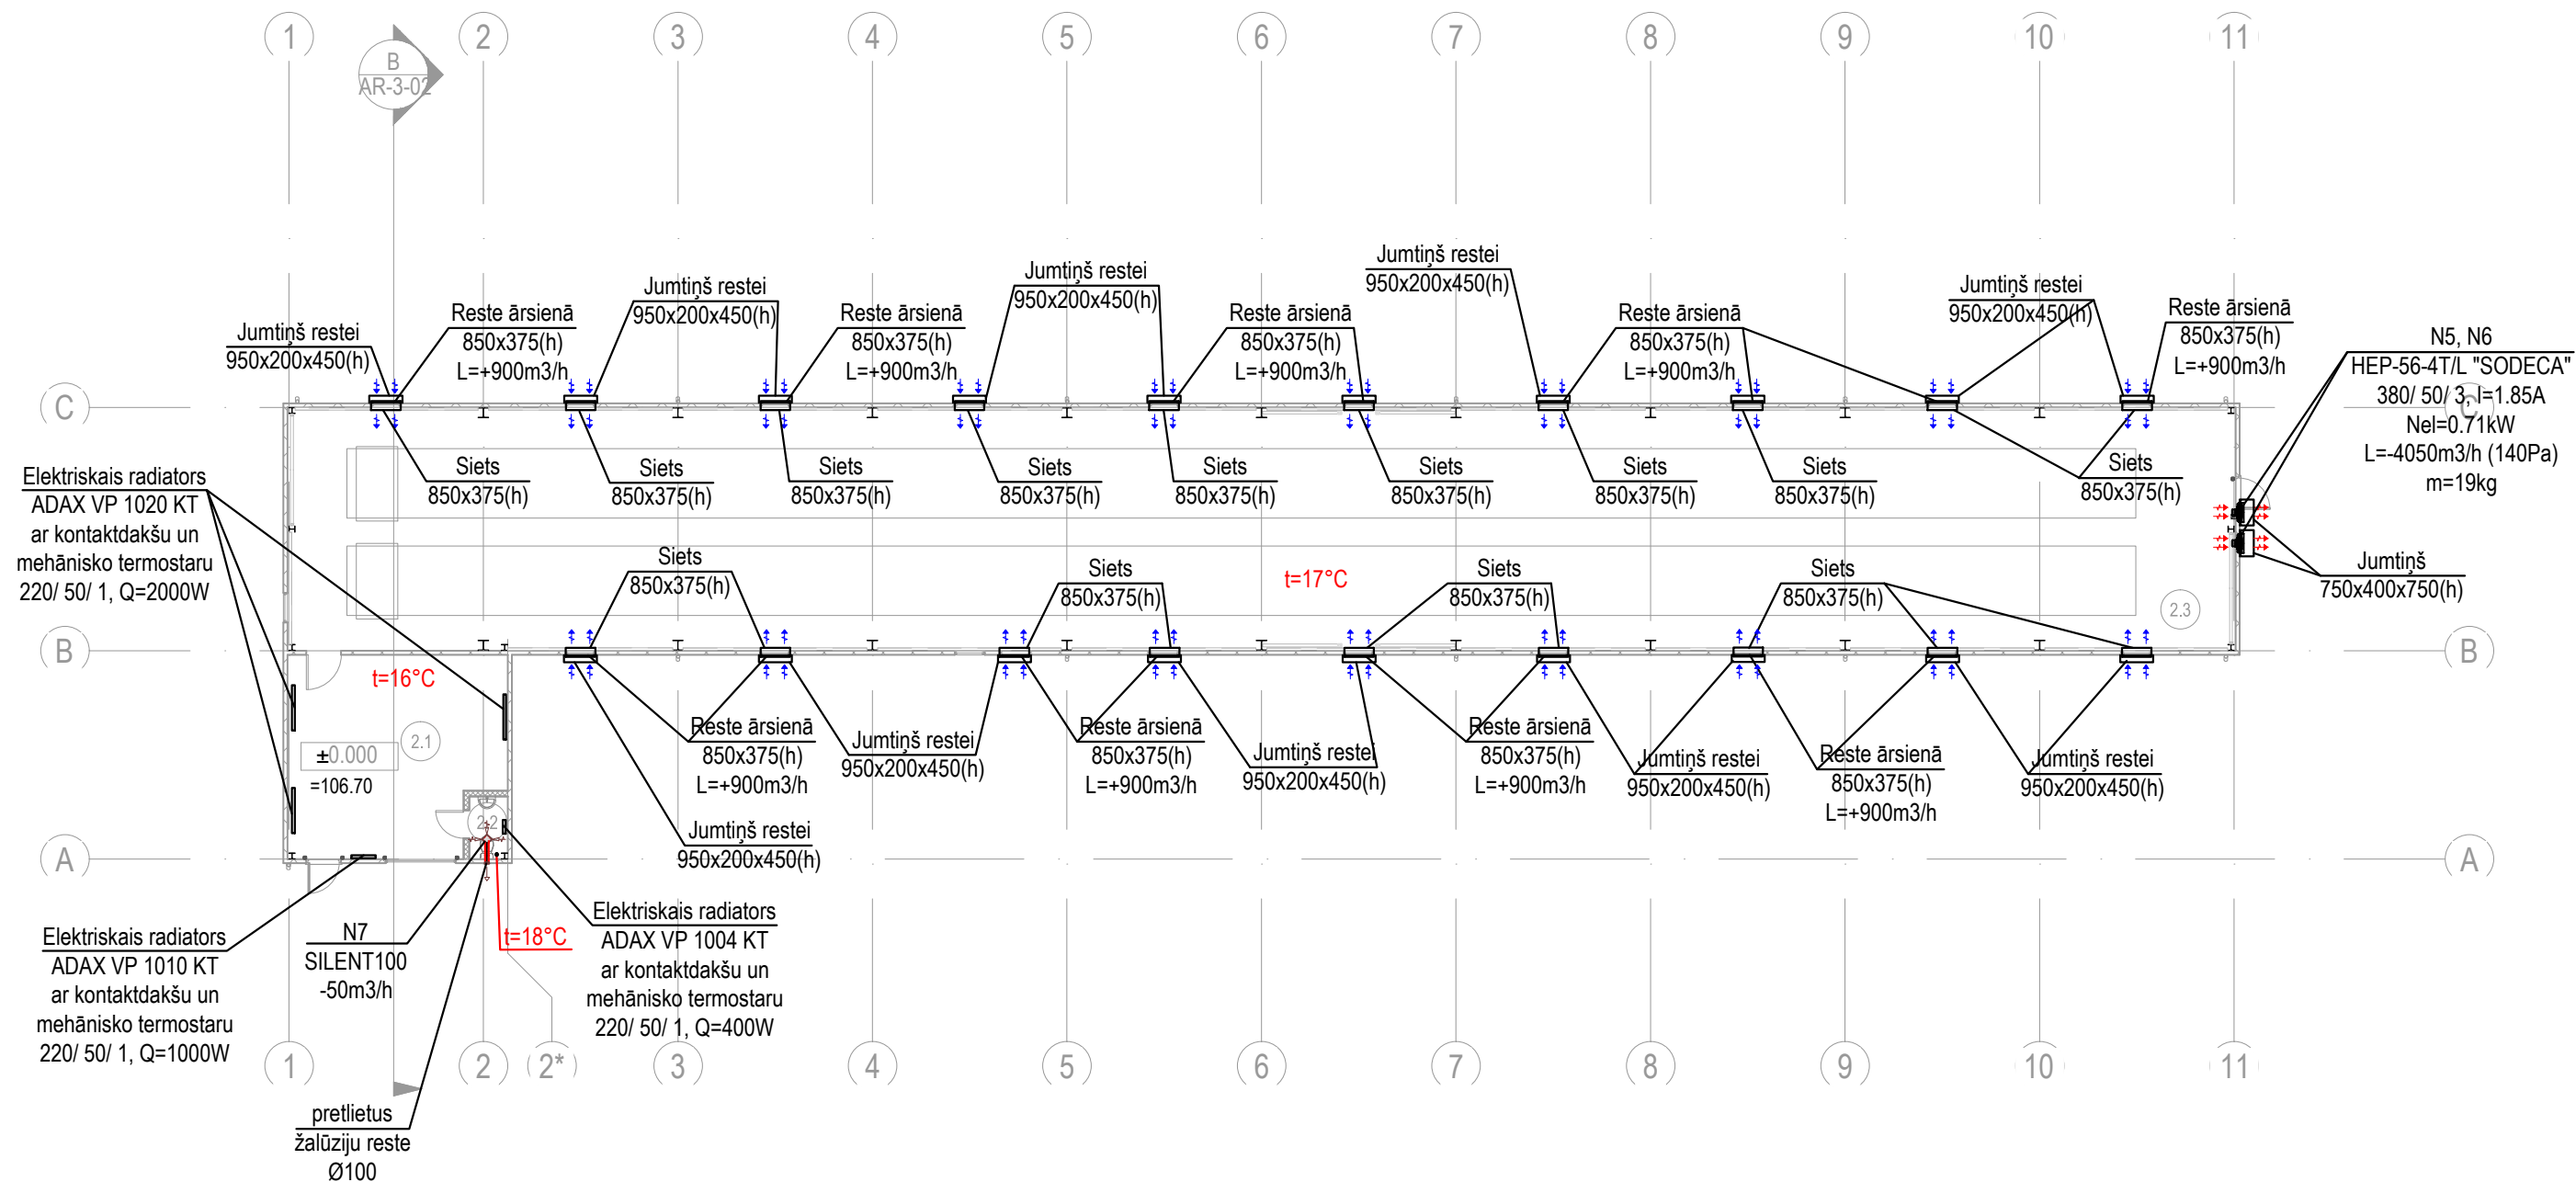 1
2
3
4
5
6
7
8
9
10
11
B
AR-3-02
Jumtiņš restei
950x200x450(h)
Reste ārsienā
850x375(h)
L=+900m3/h
Jumtiņš restei
950x200x450(h)
Reste ārsienā
850x375(h)
L=+900m3/h
Jumtiņš restei
950x200x450(h)
Reste ārsienā
850x375(h)
L=+900m3/h
Jumtiņš restei
950x200x450(h)
Reste ārsienā
850x375(h)
L=+900m3/h
Jumtiņš restei
950x200x450(h)
Reste ārsienā
850x375(h)
L=+900m3/h
N5, N6
HEP-56-4T/L "SODECA"
380/ 50/ 3, I=1.85A
Nel=0.71kW
L=-4050m3/h (140Pa)
m=19kg
C
C
Siets
850x375(h)
Siets
850x375(h)
Siets
850x375(h)
Siets
850x375(h)
Siets
850x375(h)
Siets
850x375(h)
Siets
850x375(h)
Siets
850x375(h)
Siets
850x375(h)
Elektriskais radiators
ADAX VP 1020 KT
ar kontaktdakšu un
mehānisko termostaru
220/ 50/ 1, Q=2000W
Siets
850x375(h)
Siets
850x375(h)
t=17°C
Siets
850x375(h)
Siets
850x375(h)
Jumtiņš
750x400x750(h)
2.3
B
B
t=16°C
2.1
±0.000
=106.70
2.2
Reste ārsienā
850x375(h)
L=+900m3/h
Jumtiņš restei
950x200x450(h)
Reste ārsienā
850x375(h)
L=+900m3/h
Jumtiņš restei
950x200x450(h)
Reste ārsienā
850x375(h)
L=+900m3/h
Jumtiņš restei
950x200x450(h)
Reste ārsienā
850x375(h)
L=+900m3/h
Jumtiņš restei
950x200x450(h)
Jumtiņš restei
950x200x450(h)
A
A
Elektriskais radiators
ADAX VP 1010 KT
ar kontaktdakšu un
mehānisko termostaru
220/ 50/ 1, Q=1000W
N7
SILENT100
-50m3/h
t=18°C
Elektriskais radiators
ADAX VP 1004 KT
ar kontaktdakšu un
mehānisko termostaru
220/ 50/ 1, Q=400W
1
2
2*
3
4
5
6
7
8
9
10
11
pretlietus
žalūziju reste
Ø100